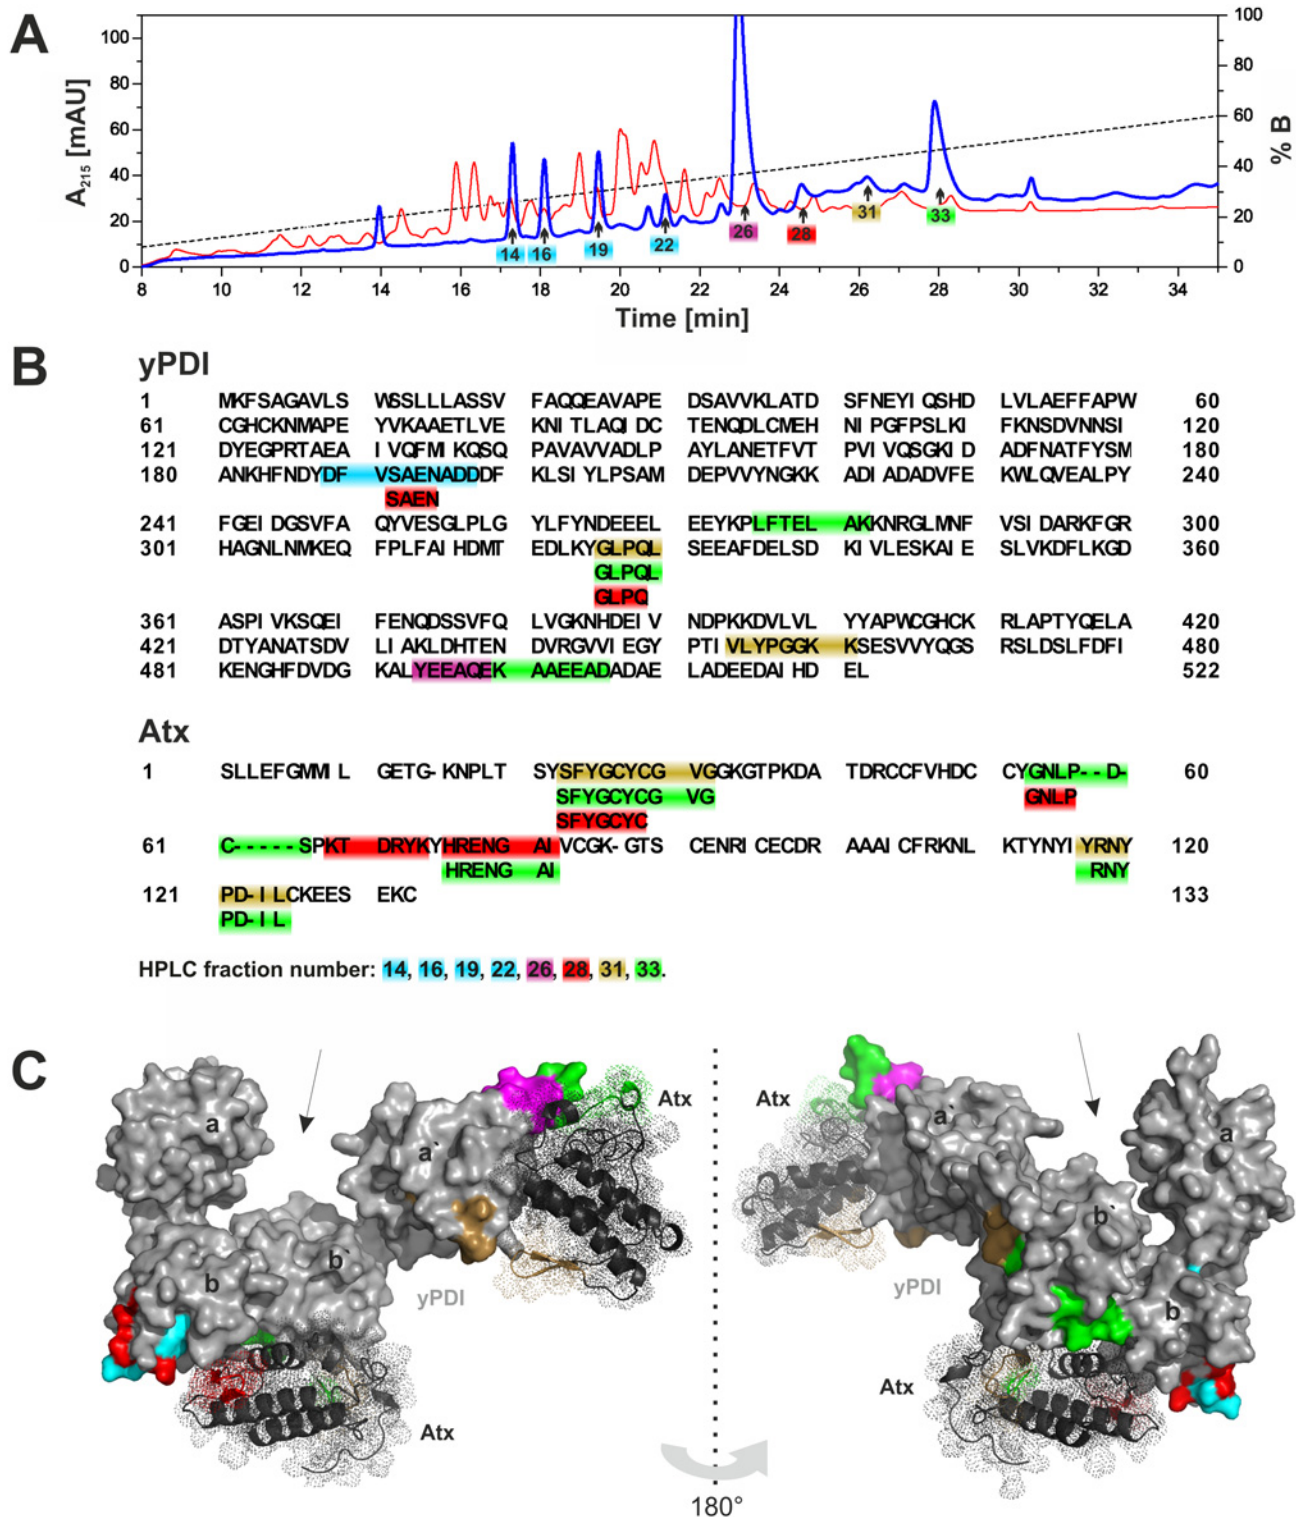 A
100
80
60
40
20
0
A215 [mAU]
100
80
60
40
20
0
% B
14
16
19
22
26
28
31
33
8
14
16
18
20
22
24
26
28
30
32
34
Time [min]
B
yPDI
1 MKFSAGAVLS WSSLLLASSV FAQQEAVAPE DSAVVKLATD SFNEYIQSHD LVLAEFFAPW 60
61 CGHCKNMAPE YVKAAETLVE KNITLAQIDC TENQDLCMEH NIPGFPSLKI FKNSDVNNSI 120
121 DYEGPRTAEA IVQFMIKQSQ PAVAVVADLP AYLANETFVT PVIVQSGKID ADFNATFYSM 180
180 ANKHFNDYDF VSAENADDDF KLSIYLPSAM DEPVVYNGKK ADIADADVFE KWLQVEALPY 240
SAEN
241 FGEIDGSVFA QYVESGLPLG YLFYNDEEEL EEYKPLFTEL AKKNRGLMNF VSIDARKFGR 300
301 HAGNLNMKEQ FPLFAIHDMT EDLKYGLPQL SEEAFDELSD KIVLESKAIE SLVKDFLKGD 360
GLPQL
GLPQ
361 ASPIVKSQEI FENQDSSVFQ LVGKNHDEIV NDPKKDVLVL YYAPWCGHCK RLAPTYQELA 420
421 DTYANATSDV LIAKLDHTEN DVRGVVIEGY PTIVLYPGGK KSESVVYQGS RSLDSLFDFI 480
481 KENGHFDVDG KALYEEAQEK AAEEADADAE LADEEDAIHD EL 522
Atx
1 SLLEFGMMIL GETG-KNPLT SYSFYGCYCG VGGKGTPKDA TDRCCFVHDC CYGNLP--D- 60
SFYGCYCG VG GNLP
SFYGCYC
61 C-----SPKT DRYKYHRENG AIVCGK-GTS CENRICECDR AAAICFRKNL KTYNYIYRNY 120
HRENG AI RNY
121 PD-ILCKEES EKC 133
PD-IL
HPLC fraction number: 14, 16, 19, 22, 26, 28, 31, 33.
C
a
b
b`
a`
yPDI
Atx
Atx
180°
Atx
a`
b`
a
b
yPDI
Atx